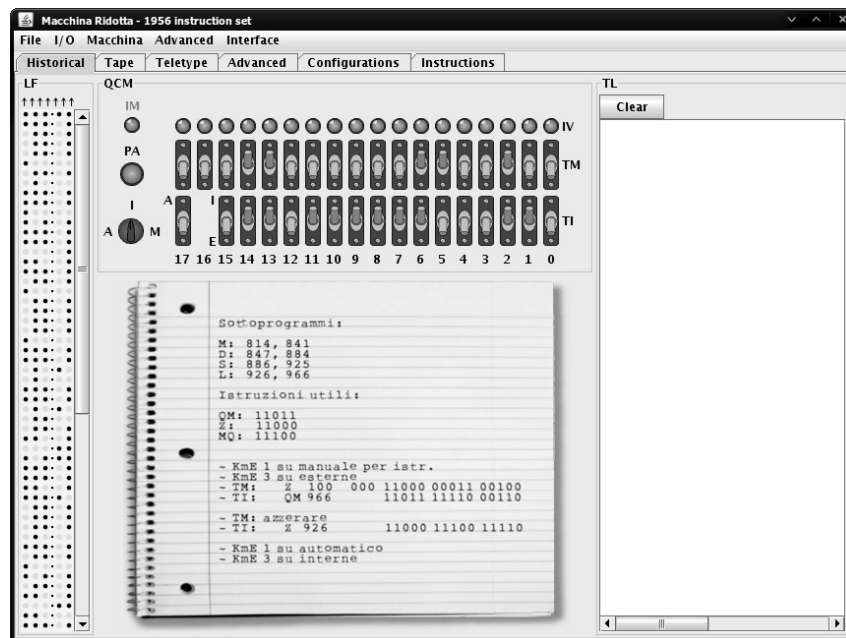 Macchina Ridotta - 1956 instruction set
File I/O Macchina Advanced Interface
Historical Tape Teletype Advanced Configurations Instructions
LF QCM TL
↑↑↑↑↑↑↑
IM
IV
Clear
PA
TM
I
A I
A M
TI
E
17 16 15 14 13 12 11 10 9 8 7 6 5 4 3 2 1 0
Sottoprogrammi:
M: 814, 841
D: 847, 884
S: 886, 925
L: 926, 966
Istruzioni utili:
QM: 11011
Z: 11000
MQ: 11100
- KmE 1 su manuale per istr.
- KmE 3 su esterne
- TM: Z 100 000 11000 00011 00100
- TI: QM 966 11011 11110 00110
- TM: azzerare
- TI: Z 926 11000 11100 11110
- KmE 1 su automatico
- KmE 3 su interne